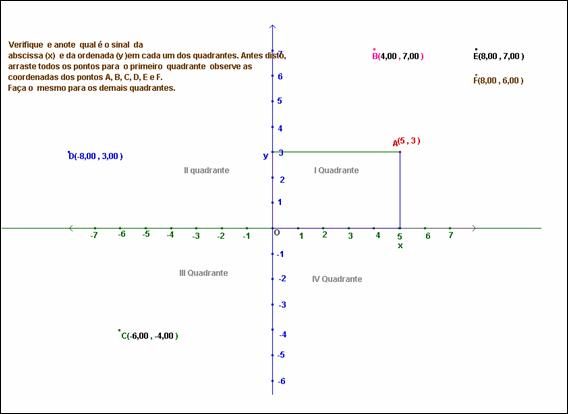 Verifique e anote qual é o sinal da
abscissa (x) e da ordenada (y )em cada um dos quadrantes. Antes disto,
arraste todos os pontos para o primeiro quadrante observe as
coordenadas dos pontos A, B, C, D, E e F.
Faça o mesmo para os demais quadrantes.
7
B(4,00 , 7,00 )
E(8,00 , 7,00 )
6
F(8,00 , 6,00 )
5
4
A(5 , 3 )
D(-8,00 , 3,00 )
y
3
II quadrante
I Quadrante
2
1
-7 -6 -5 -4 -3 -2 -1 O 1 2 3 4 5 6 7
x
-1
III Quadrante
IV Quadrante
-2
-3
C(-6,00 , -4,00 )
-4
-5
-6